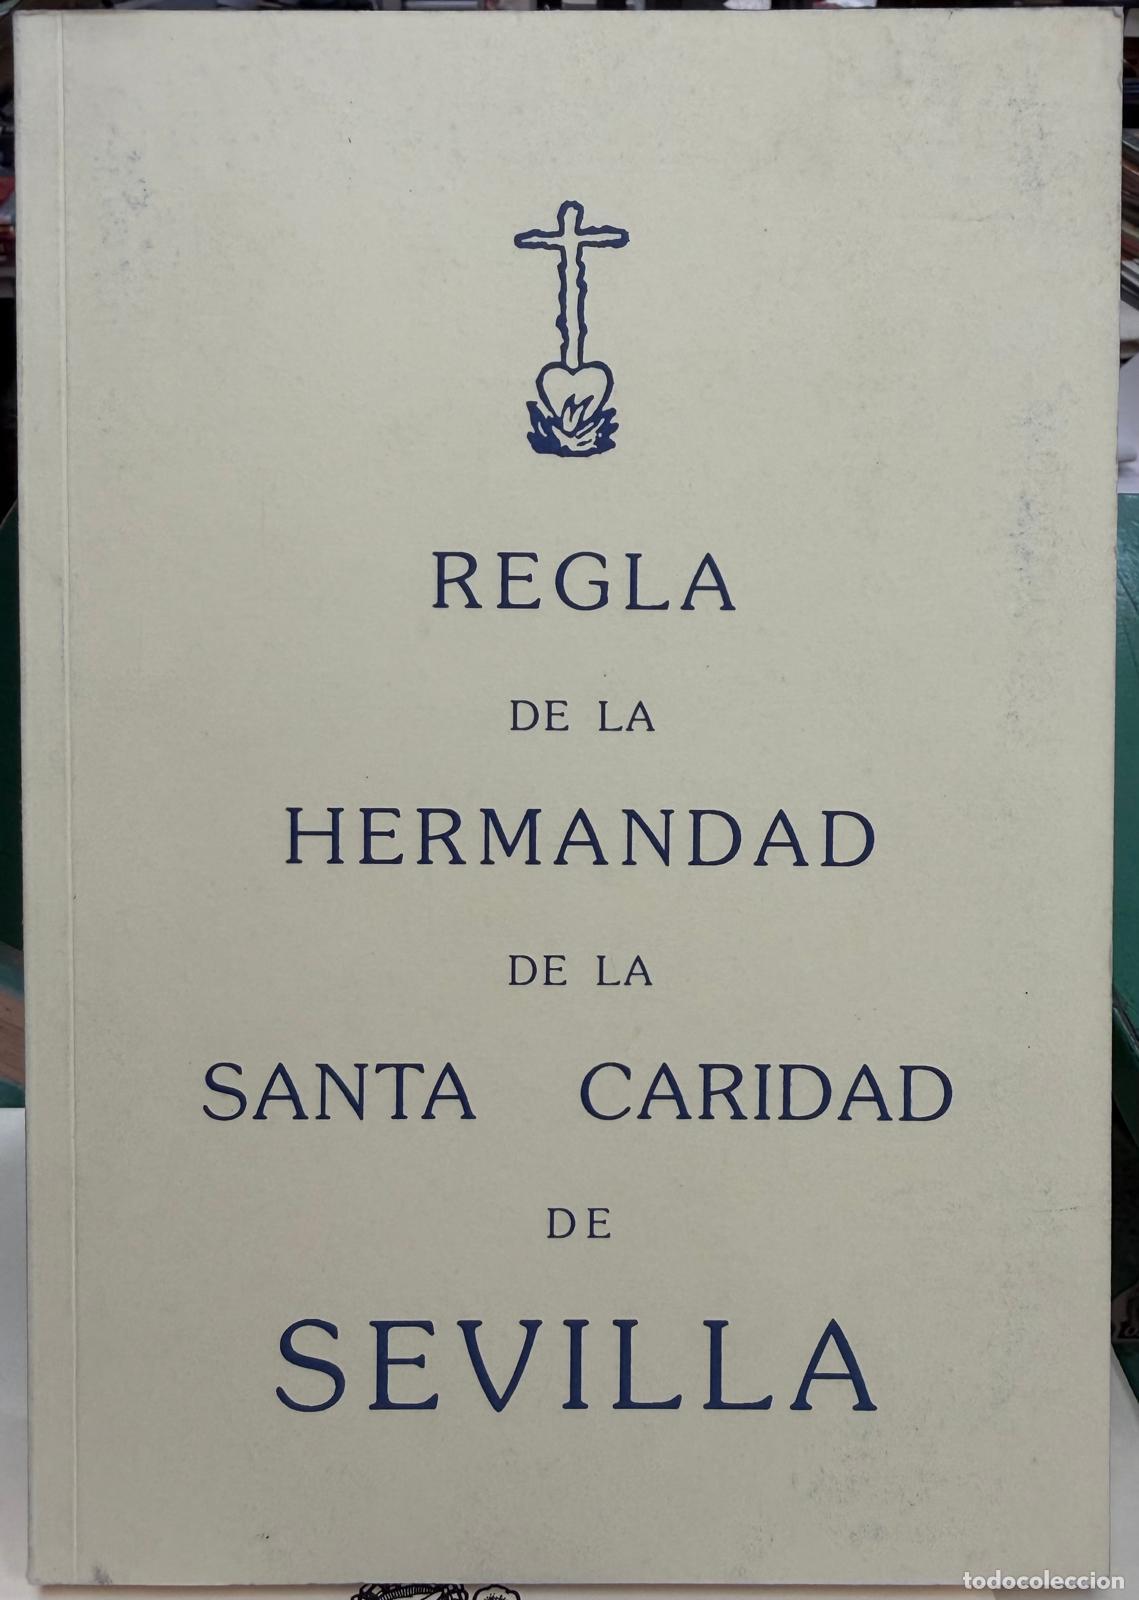 REGLA
DE LA
HERMANDAD
DE LA
SANTA CARIDAD
DE
SEVILLA
todocoleccion